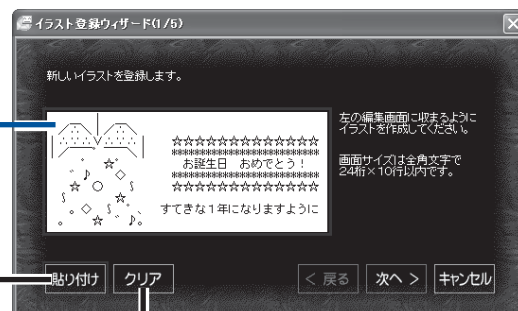 イラスト登録ウィザード(1/5)
新しいイラストを登録します。
左の編集画面に収まるように
イラストを作成してください。
画面サイズは全角文字で
24桁×10行以内です。
☆☆☆☆☆☆☆☆☆☆☆☆☆
お誕生日　おめでとう！
☆☆☆☆☆☆☆☆☆☆☆☆☆
すてきな１年になりますように
貼り付け
クリア
< 戻る
次へ >
キャンセル